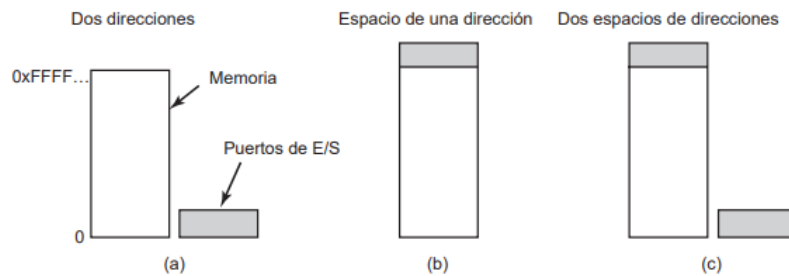 Dos direcciones
Espacio de una dirección
Dos espacios de direcciones
0xFFFF…
Memoria
Puertos de E/S
0
(a)
(b)
(c)